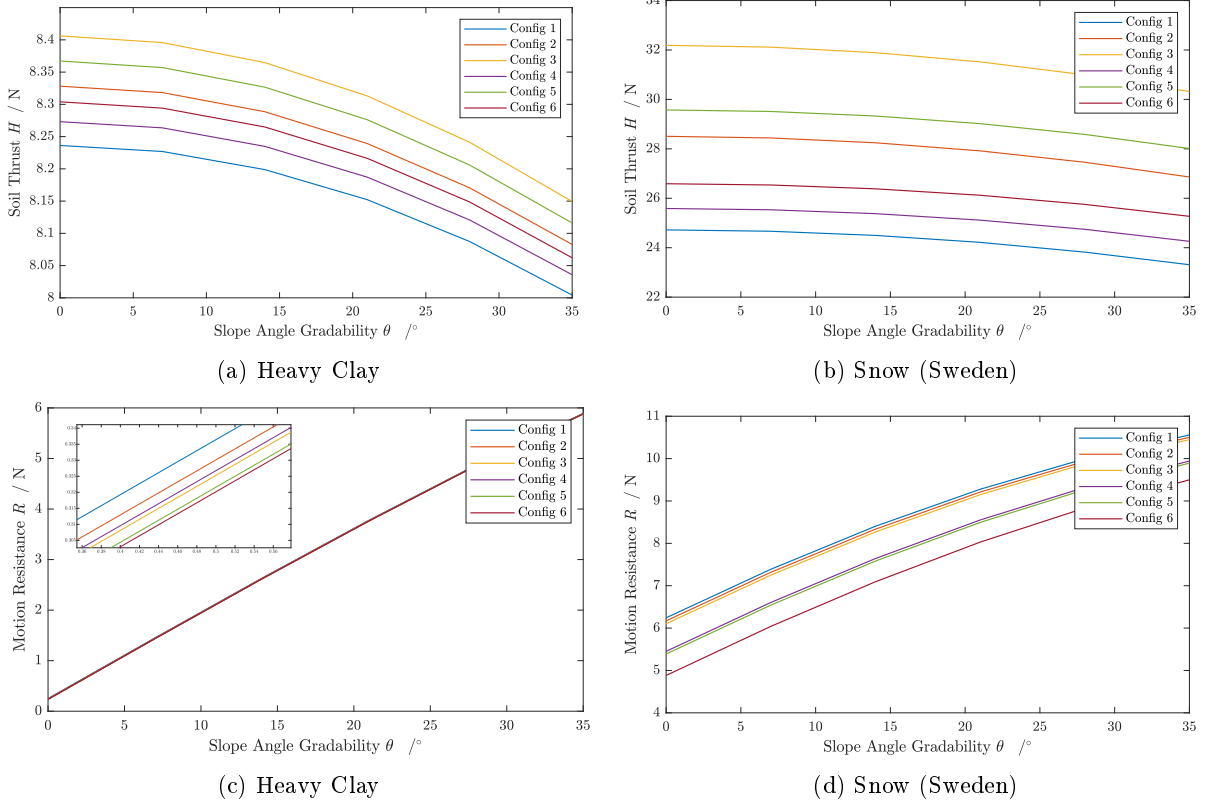 8.4
8.35
8.3
8.25
8.2
8.15
8.1
8.05
8
Soil Thrust H / N
Config 1
Config 2
Config 3
Config 4
Config 5
Config 6
0 5 10 15 20 25 30 35
Slope Angle Gradability θ /°
(a) Heavy Clay
34
32
30
28
26
24
22
Soil Thrust H / N
Config 1
Config 2
Config 3
Config 4
Config 5
Config 6
0 5 10 15 20 25 30 35
Slope Angle Gradability θ /°
(b) Snow (Sweden)
6
5
4
3
2
1
0
Motion Resistance R / N
Config 1
Config 2
Config 3
Config 4
Config 5
Config 6
0 5 10 15 20 25 30 35
Slope Angle Gradability θ /°
(c) Heavy Clay
11
10
9
8
7
6
5
4
Motion Resistance R / N
Config 1
Config 2
Config 3
Config 4
Config 5
Config 6
0 5 10 15 20 25 30 35
Slope Angle Gradability θ /°
(d) Snow (Sweden)